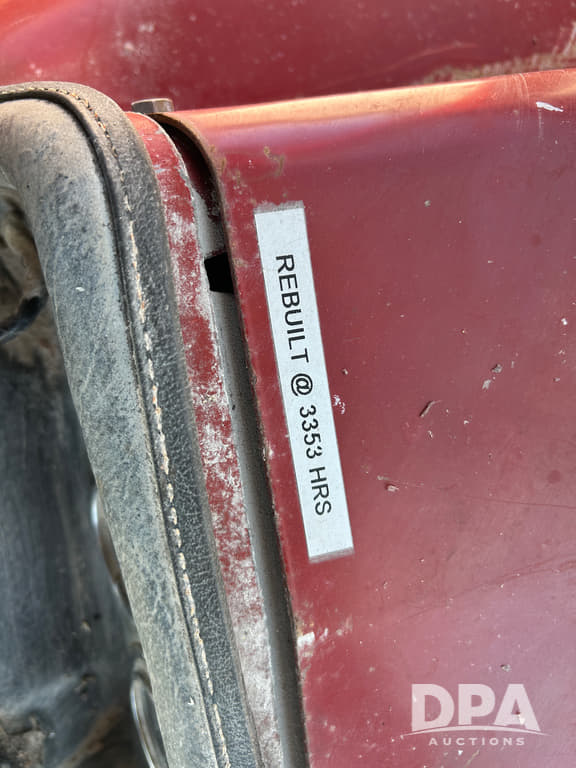 REBUILT @ 3353 HRS
DPA
AUCTIONS